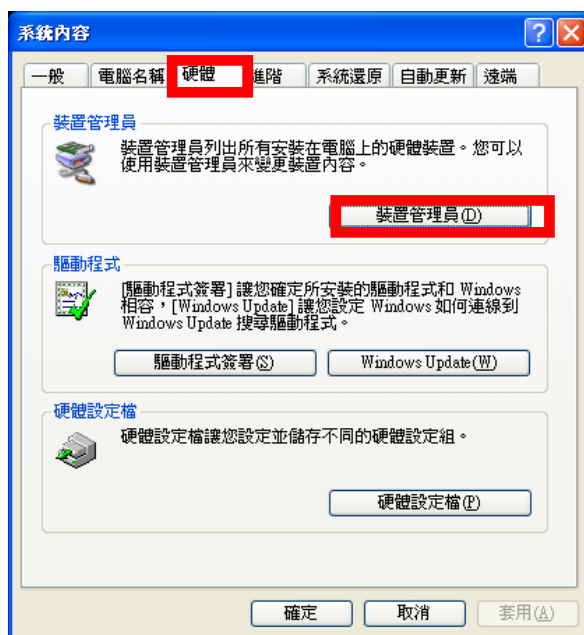 系統內容
一般 電腦名稱 硬體 進階 系統還原 自動更新 遠端
裝置管理員
裝置管理員列出所有安裝在電腦上的硬體裝置。您可以
使用裝置管理員來變更裝置內容。
裝置管理員(D)
驅動程式
[驅動程式簽署] 讓您確定所安裝的驅動程式和 Windows
相容，[Windows Update] 讓您設定 Windows 如何連線到
Windows Update 搜尋驅動程式。
驅動程式簽署(S) Windows Update(W)
硬體設定檔
硬體設定檔讓您設定並儲存不同的硬體設定組。
硬體設定檔(P)
確定 取消 套用(A)